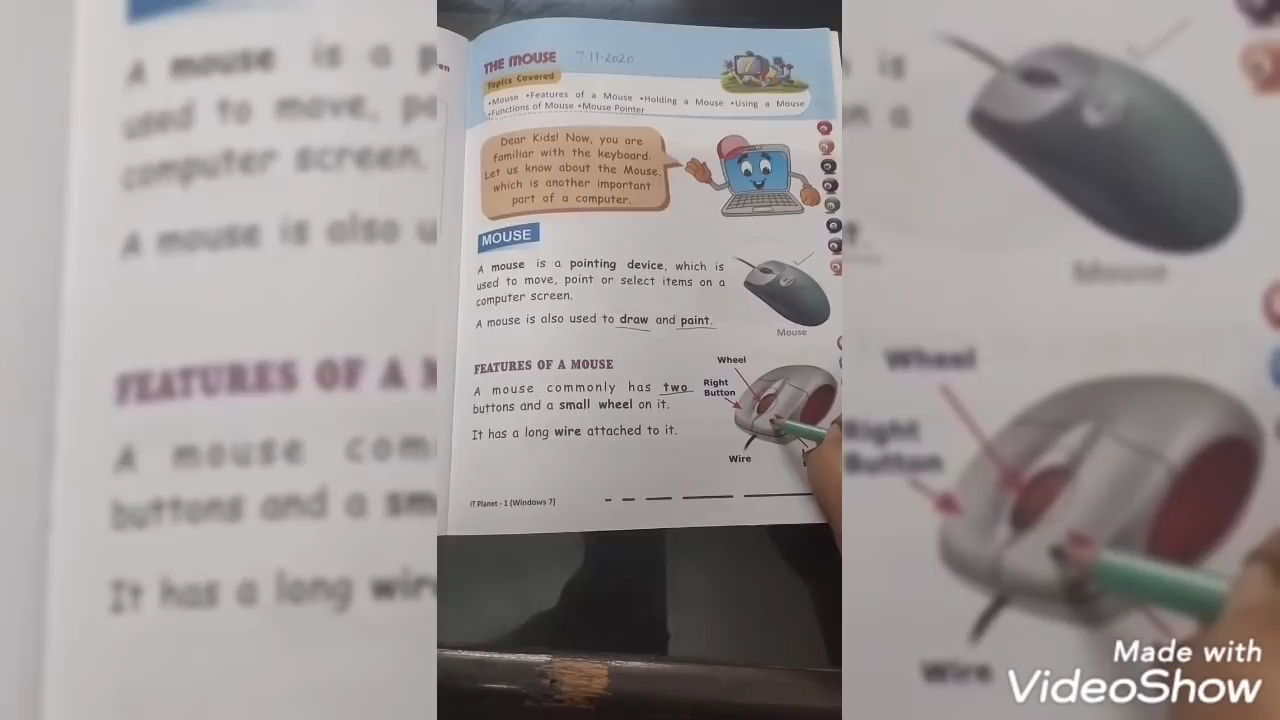 THE MOUSE
11·2020
Topics Covered
•Mouse •Features of a Mouse •Holding a Mouse •Using a Mouse
•Functions of Mouse •Mouse Pointer
Dear Kids! Now, you are
familiar with the keyboard.
Let us know about the Mouse,
which is another important
part of a computer.
MOUSE
A mouse is a pointing device, which is
used to move, point or select items on a
computer screen.
A mouse is also used to draw and paint.
Mouse
FEATURES OF A MOUSE
A mouse commonly has two
buttons and a small wheel on it.
It has a long wire attached to it.
Wheel
Right
Button
Wire
IT Planet - 1 (Windows 7)
Made with
VideoShow